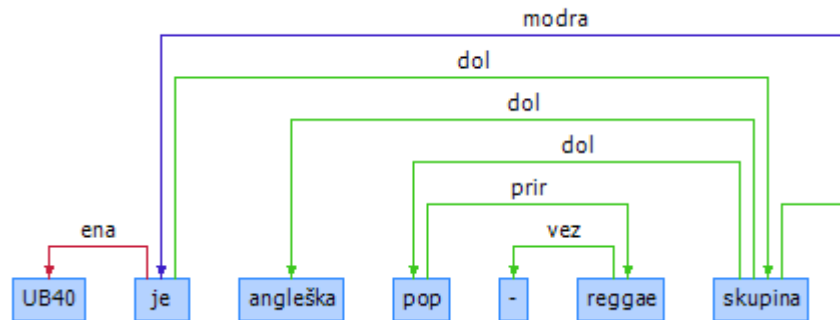 modra
dol
dol
dol
prir
ena vez
UB40 je angleška pop - reggae skupina